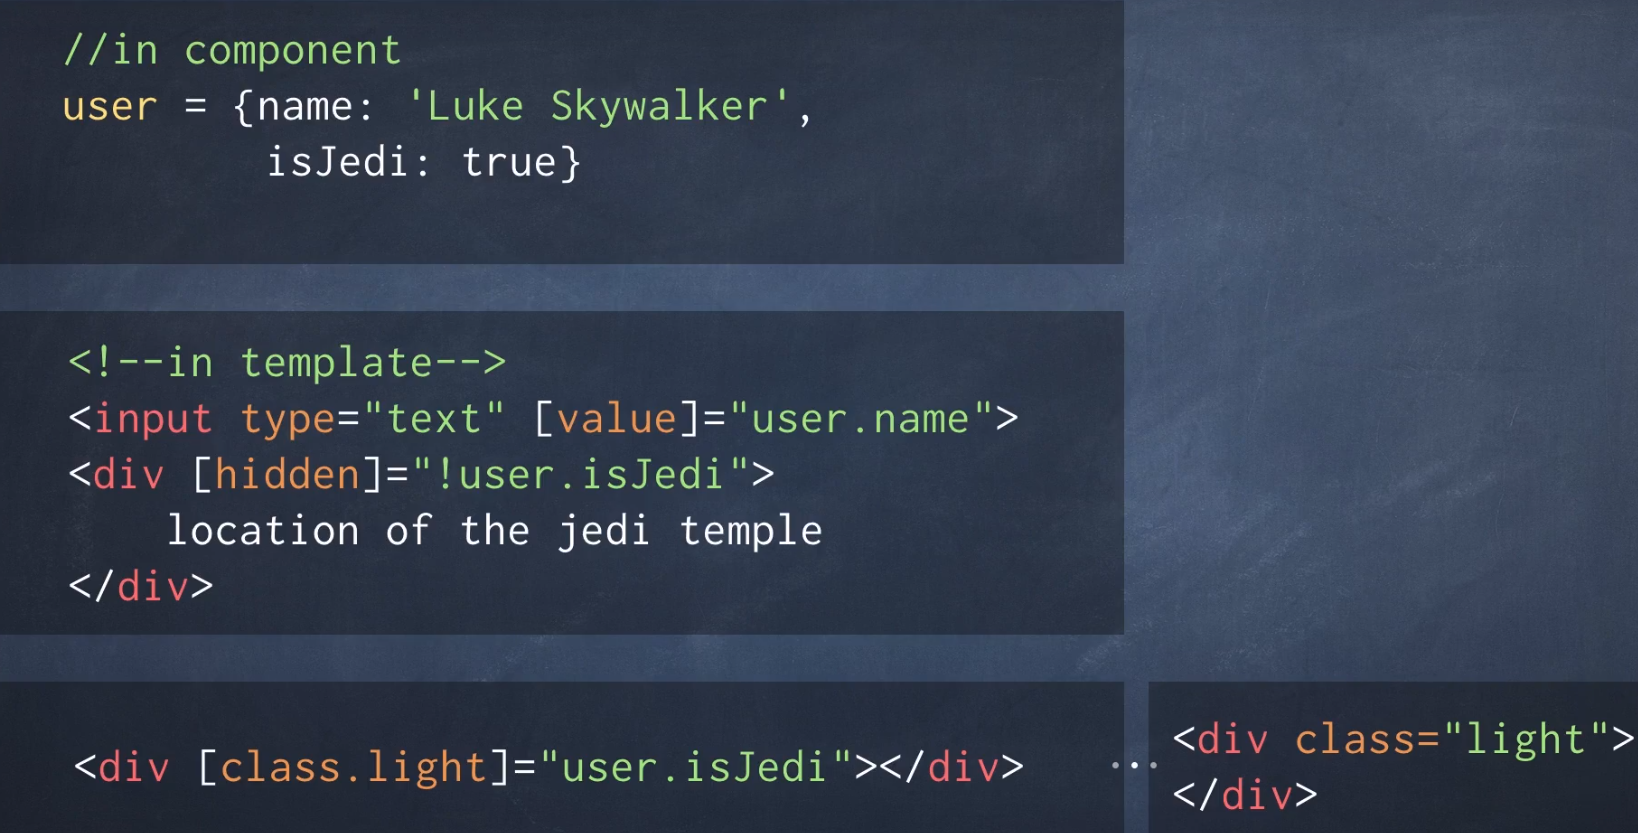 //in component
user = {name: 'Luke Skywalker',
isJedi: true}
<!--in template-->
<input type="text" [value]="user.name">
<div [hidden]="!user.isJedi">
location of the jedi temple
</div>
<div [class.light]="user.isJedi"></div>
...
<div class="light">
</div>